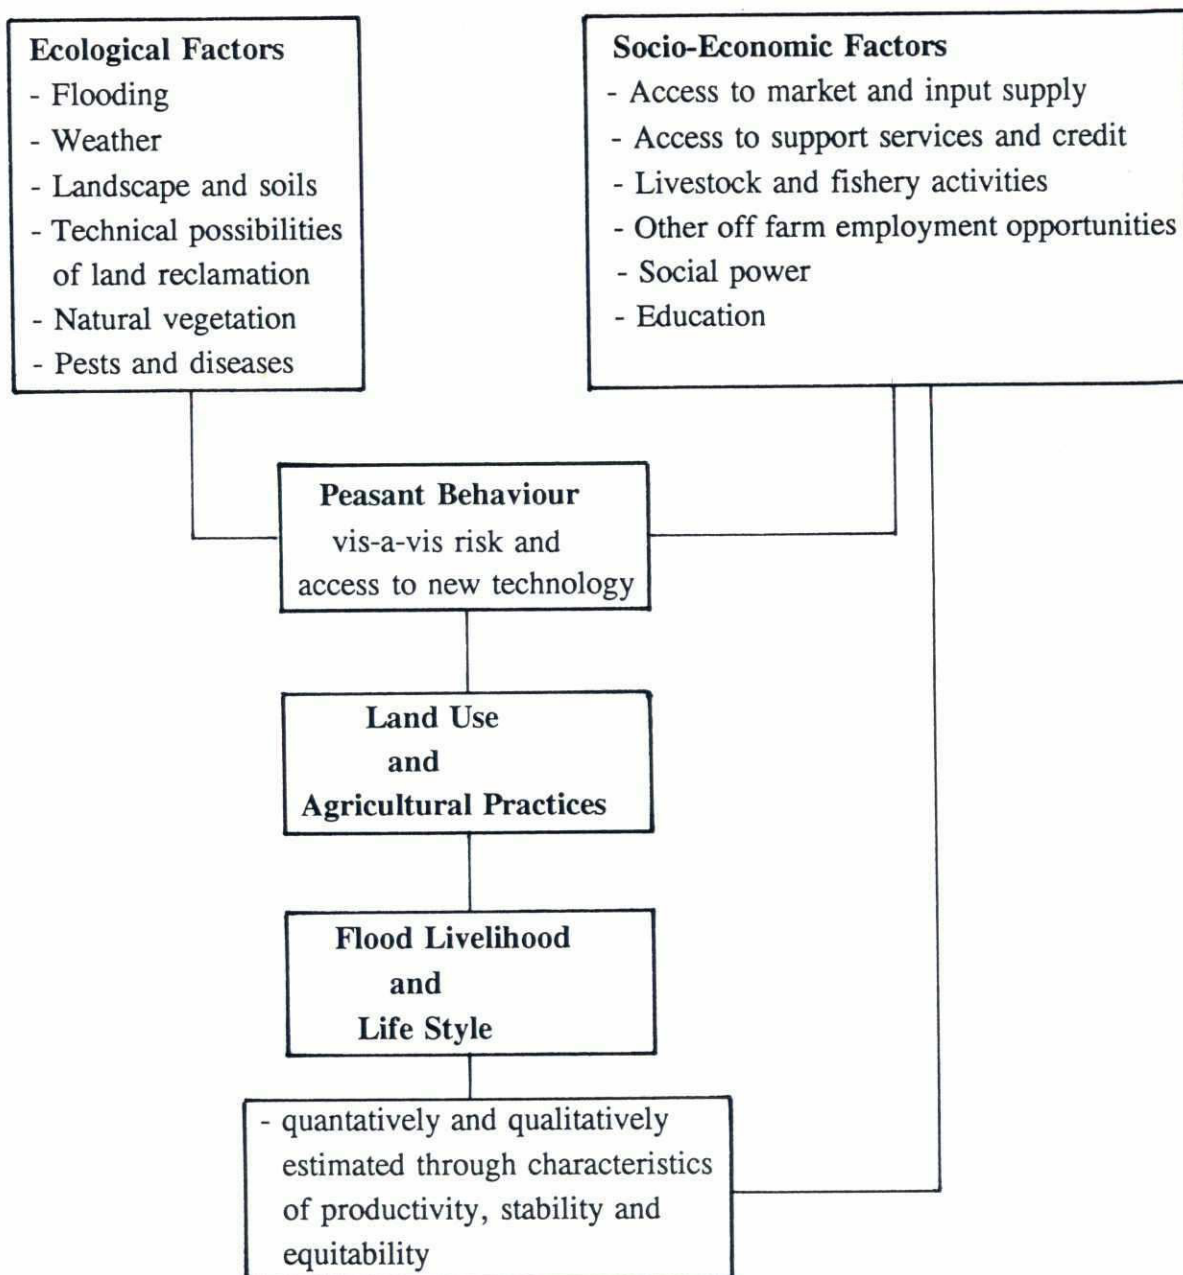 Ecological Factors
- Flooding
- Weather
- Landscape and soils
- Technical possibilities
of land reclamation
- Natural vegetation
- Pests and diseases
Socio-Economic Factors
- Access to market and input supply
- Access to support services and credit
- Livestock and fishery activities
- Other off farm employment opportunities
- Social power
- Education
Peasant Behaviour
vis-a-vis risk and
access to new technology
Land Use
and
Agricultural Practices
Flood Livelihood
and
Life Style
- quantatively and qualitatively
estimated through characteristics
of productivity, stability and
equitability